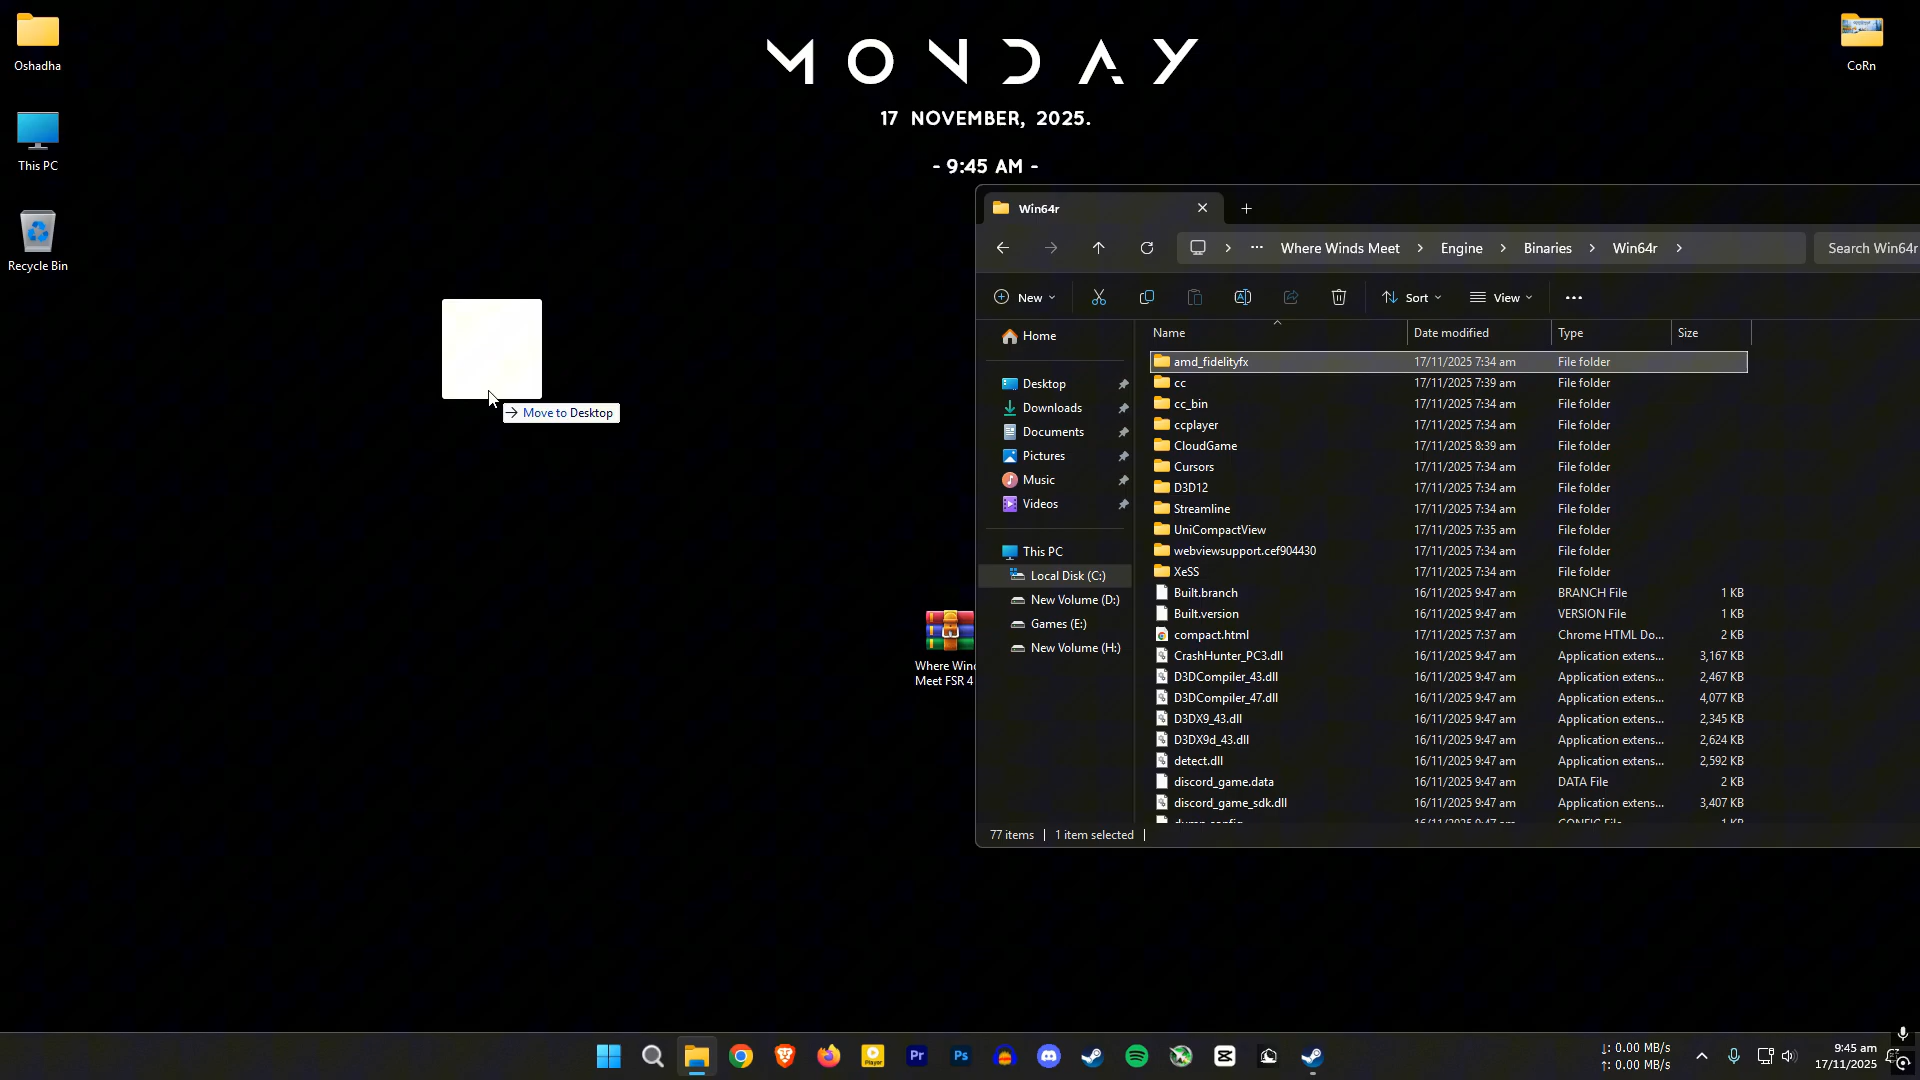 Oshadha
This PC
Recycle Bin
MONDAY
17 NOVEMBER, 2025.
- 9:45 AM -
CoRn
Move to Desktop
Where Wind
Meet FSR 4
Win64r
Where Winds Meet
Engine
Binaries
Win64r
Search Win64r
New
Sort
View
Home
Desktop
Downloads
Documents
Pictures
Music
Videos
This PC
Local Disk (C:)
New Volume (D:)
Games (E:)
New Volume (H:)
Name Date modified Type Size
amd_fidelityfx 17/11/2025 7:34 am File folder
cc 17/11/2025 7:39 am File folder
cc_bin 17/11/2025 7:34 am File folder
ccplayer 17/11/2025 7:34 am File folder
CloudGame 17/11/2025 8:39 am File folder
Cursors 17/11/2025 7:34 am File folder
D3D12 17/11/2025 7:34 am File folder
Streamline 17/11/2025 7:34 am File folder
UniCompactView 17/11/2025 7:35 am File folder
webviewsupport.cef904430 17/11/2025 7:34 am File folder
XeSS 17/11/2025 7:34 am File folder
Built.branch 16/11/2025 9:47 am BRANCH File 1 KB
Built.version 16/11/2025 9:47 am VERSION File 1 KB
compact.html 17/11/2025 7:37 am Chrome HTML Do... 2 KB
CrashHunter_PC3.dll 16/11/2025 9:47 am Application extens... 3,167 KB
D3DCompiler_43.dll 16/11/2025 9:47 am Application extens... 2,467 KB
D3DCompiler_47.dll 16/11/2025 9:47 am Application extens... 4,077 KB
D3DX9_43.dll 16/11/2025 9:47 am Application extens... 2,345 KB
D3DX9d_43.dll 16/11/2025 9:47 am Application extens... 2,624 KB
detect.dll 16/11/2025 9:47 am Application extens... 2,592 KB
discord_game.data 16/11/2025 9:47 am DATA File 2 KB
discord_game_sdk.dll 16/11/2025 9:47 am Application extens... 3,407 KB
77 items
1 item selected
Player
Pr
Ps
↓: 0.00 MB/s
↑: 0.00 MB/s
9:45 am
17/11/2025